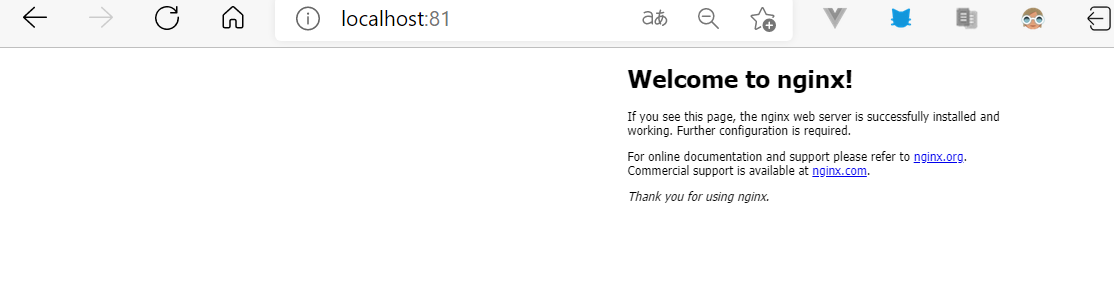 localhost:81
aあ
Welcome to nginx!
If you see this page, the nginx web server is successfully installed and
working. Further configuration is required.
For online documentation and support please refer to nginx.org.
Commercial support is available at nginx.com.
Thank you for using nginx.